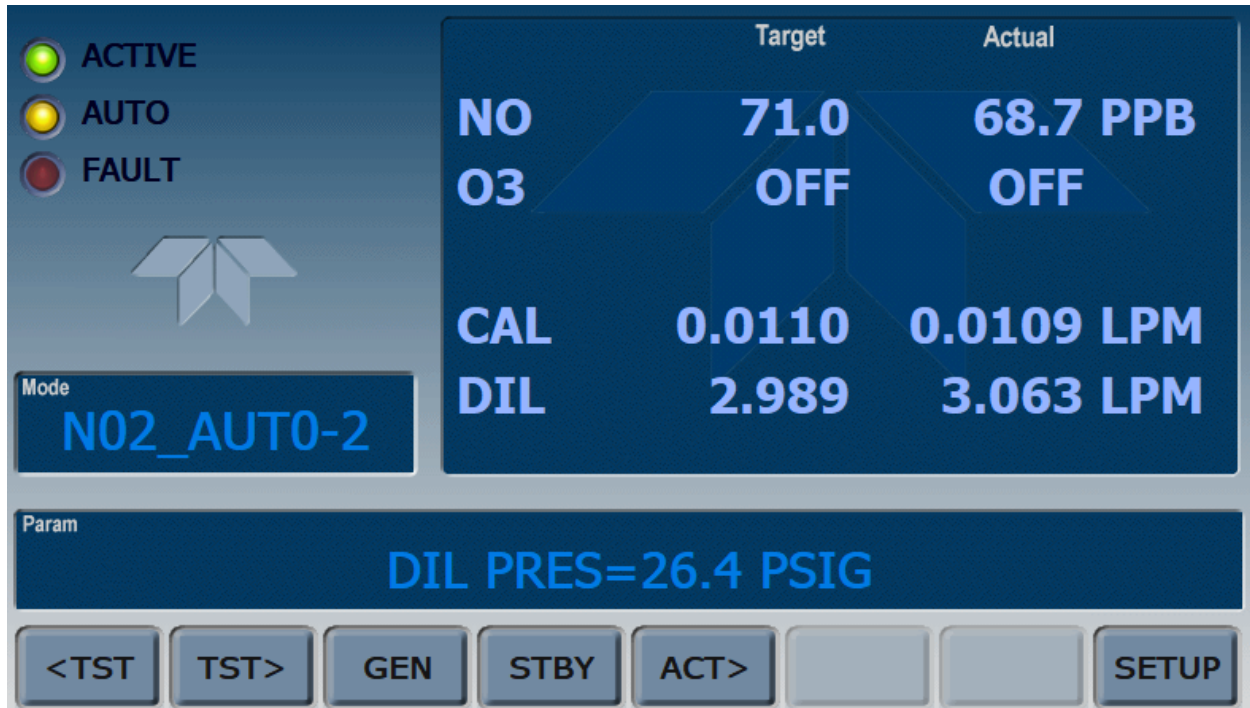 ACTIVE
AUTO
FAULT
Target Actual
NO 71.0 68.7 PPB
O3 OFF OFF
CAL 0.0110 0.0109 LPM
DIL 2.989 3.063 LPM
Mode
N02_AUT0-2
Param
DIL PRES=26.4 PSIG
<TST TST> GEN STBY ACT> SETUP